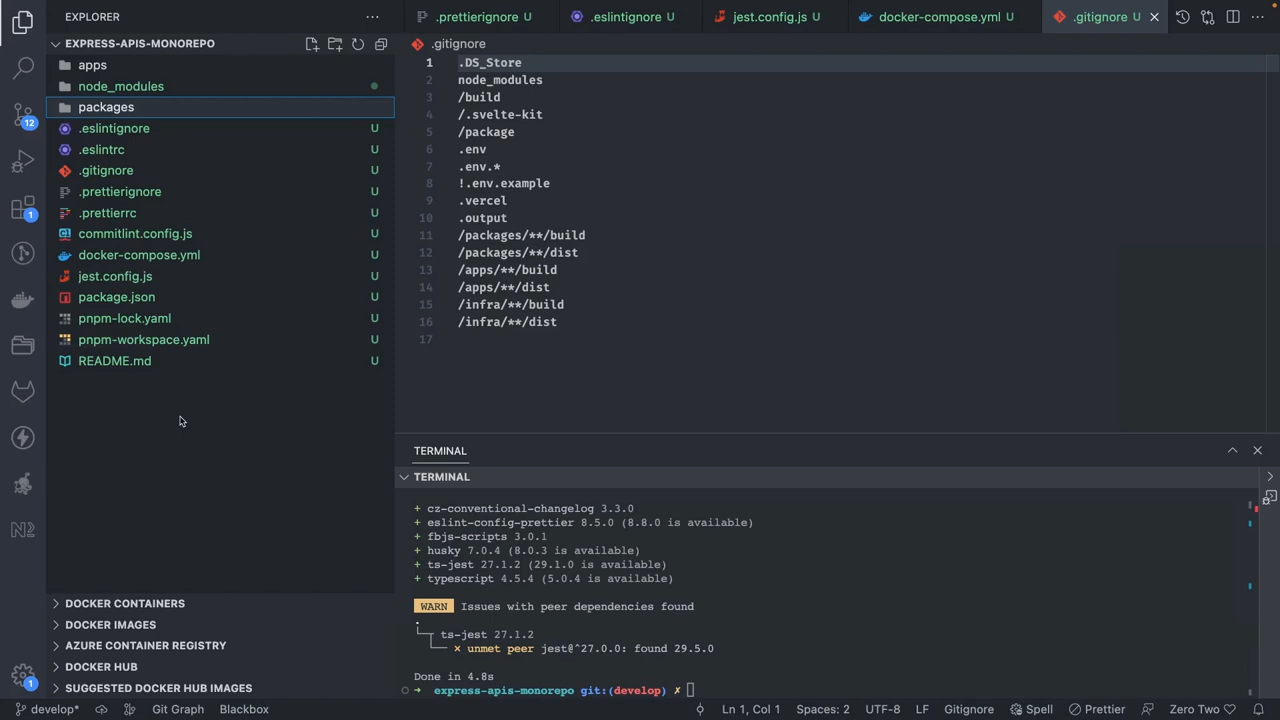 EXPLORER
EXPRESS-APIS-MONOREPO
apps
node_modules
packages
.eslintignore U
.eslintrc U
.gitignore U
.prettierignore U
.prettierrc U
commitlint.config.js U
docker-compose.yml U
jest.config.js U
package.json U
pnpm-lock.yaml U
pnpm-workspace.yaml U
README.md U
DOCKER CONTAINERS
DOCKER IMAGES
AZURE CONTAINER REGISTRY
DOCKER HUB
SUGGESTED DOCKER HUB IMAGES
12
1
1
.prettierignore U
.eslintignore U
jest.config.js U
docker-compose.yml U
.gitignore U
.gitignore
1 .DS_Store
2 node_modules
3 /build
4 /.svelte-kit
5 /package
6 .env
7 .env.*
8 !.env.example
9 .vercel
10 .output
11 /packages/**/build
12 /packages/**/dist
13 /apps/**/build
14 /apps/**/dist
15 /infra/**/build
16 /infra/**/dist
17
TERMINAL
TERMINAL
+ cz-conventional-changelog 3.3.0
+ eslint-config-prettier 8.5.0 (8.8.0 is available)
+ fbjs-scripts 3.0.1
+ husky 7.0.4 (8.0.3 is available)
+ ts-jest 27.1.2 (29.1.0 is available)
+ typescript 4.5.4 (5.0.4 is available)
WARN Issues with peer dependencies found
.
└─┬ ts-jest 27.1.2
└── ✕ unmet peer jest@^27.0.0: found 29.5.0
Done in 4.8s
➜ express-apis-monorepo git:(develop) ✗
develop* Git Graph Blackbox Ln 1, Col 1 Spaces: 2 UTF-8 LF Gitignore Spell Prettier Zero Two